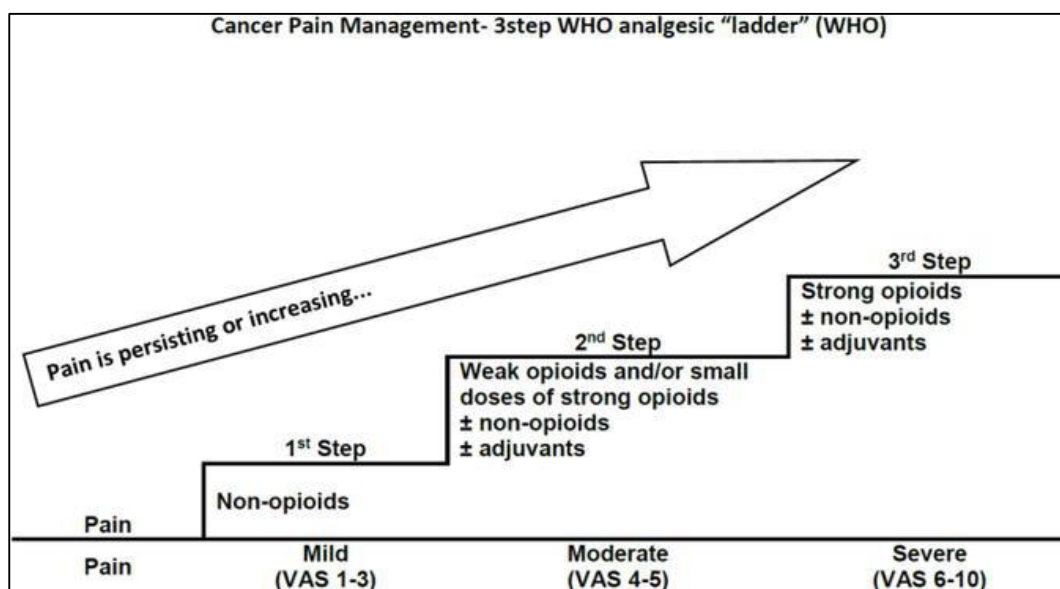 Cancer Pain Management- 3step WHO analgesic “ladder” (WHO)
Pain is persisting or increasing...
3rd Step
Strong opioids
± non-opioids
± adjuvants
2nd Step
Weak opioids and/or small
doses of strong opioids
± non-opioids
± adjuvants
1st Step
Non-opioids
Pain
Pain
Mild
(VAS 1-3)
Moderate
(VAS 4-5)
Severe
(VAS 6-10)